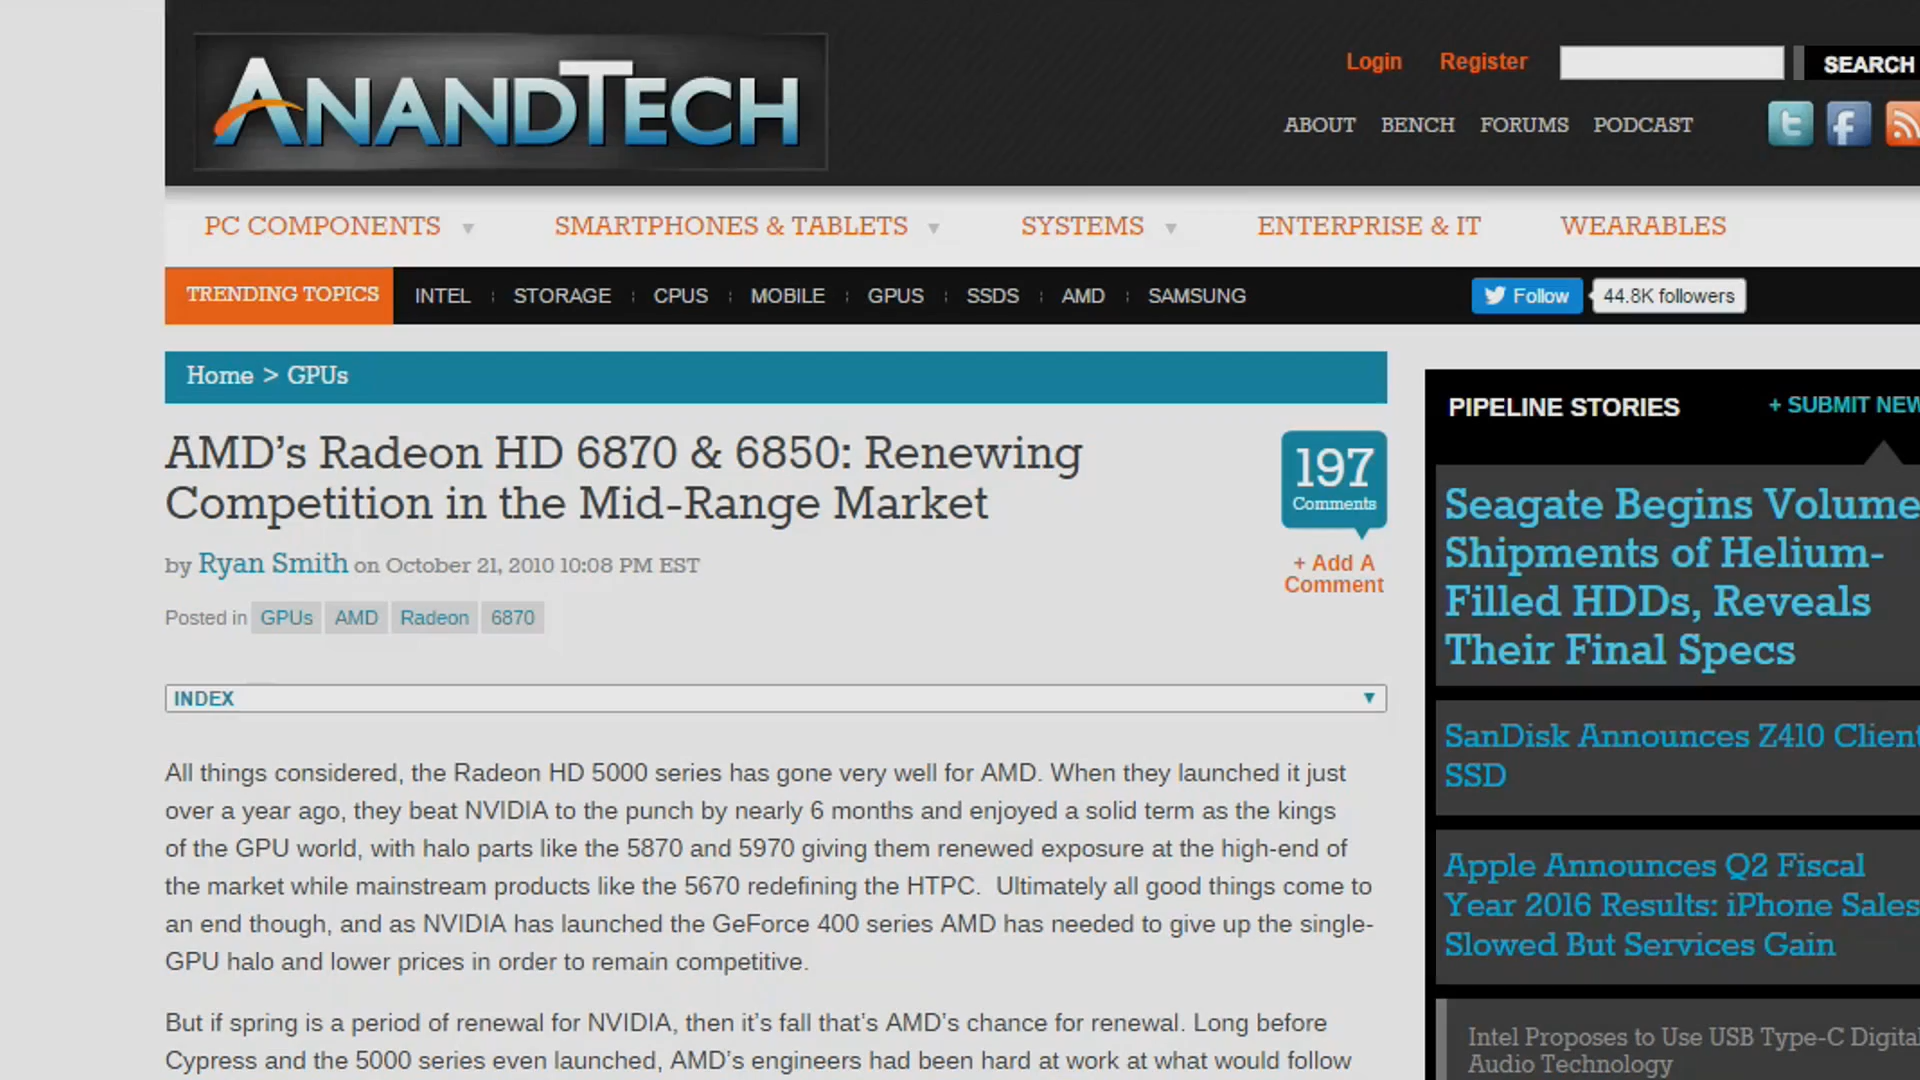 ANANDTECH
Login Register SEARCH
ABOUT BENCH FORUMS PODCAST
PC COMPONENTS SMARTPHONES & TABLETS SYSTEMS ENTERPRISE & IT WEARABLES
TRENDING TOPICS INTEL STORAGE CPUS MOBILE GPUS SSDS AMD SAMSUNG Follow 44.8K followers
Home > GPUs
AMD’s Radeon HD 6870 & 6850: Renewing
Competition in the Mid-Range Market
197
Comments
+ Add A
Comment
by Ryan Smith on October 21, 2010 10:08 PM EST
Posted in GPUs AMD Radeon 6870
INDEX
All things considered, the Radeon HD 5000 series has gone very well for AMD. When they launched it just
over a year ago, they beat NVIDIA to the punch by nearly 6 months and enjoyed a solid term as the kings
of the GPU world, with halo parts like the 5870 and 5970 giving them renewed exposure at the high-end of
the market while mainstream products like the 5670 redefining the HTPC.  Ultimately all good things come to
an end though, and as NVIDIA has launched the GeForce 400 series AMD has needed to give up the single-
GPU halo and lower prices in order to remain competitive.
But if spring is a period of renewal for NVIDIA, then it’s fall that’s AMD’s chance for renewal. Long before
Cypress and the 5000 series even launched, AMD’s engineers had been hard at work at what would follow
PIPELINE STORIES + SUBMIT NEW
Seagate Begins Volume
Shipments of Helium-
Filled HDDs, Reveals
Their Final Specs
SanDisk Announces Z410 Client
SSD
Apple Announces Q2 Fiscal
Year 2016 Results: iPhone Sales
Slowed But Services Gain
Intel Proposes to Use USB Type-C Digital
Audio Technology